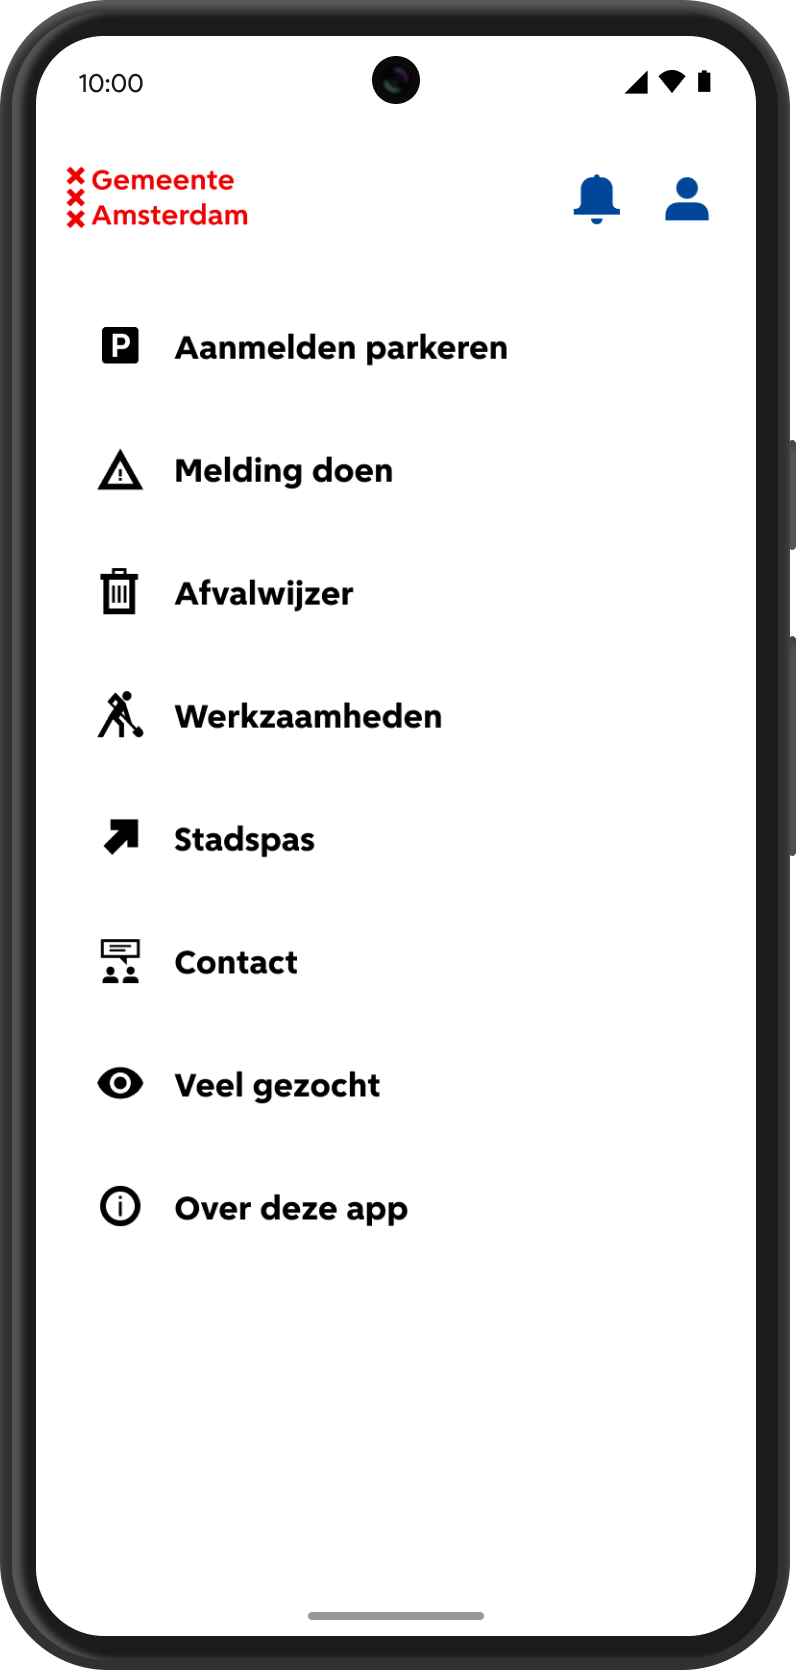 10:00
Gemeente
Amsterdam
Aanmelden parkeren
Melding doen
Afvalwijzer
Werkzaamheden
Stadspas
Contact
Veel gezocht
Over deze app